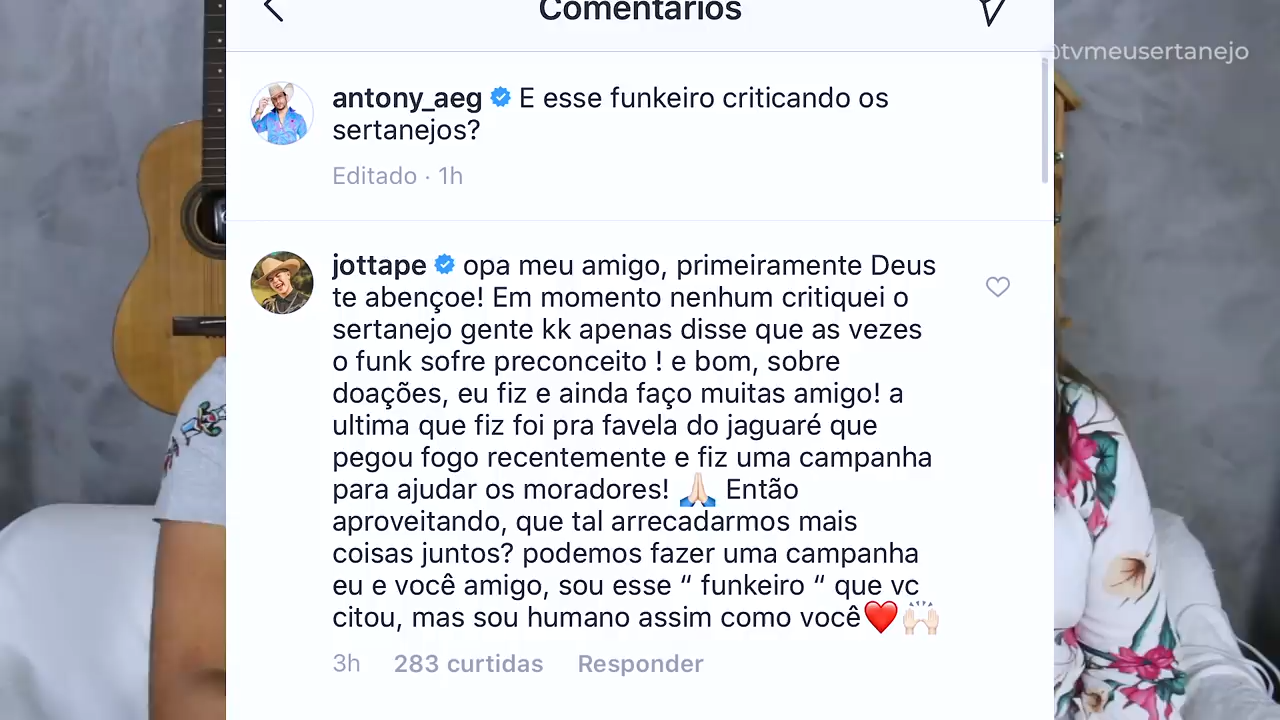 Comentários
@tvmeusertanejo
antony_aeg E esse funkeiro criticando os
sertanejos?
Editado · 1h
jottape opa meu amigo, primeiramente Deus
te abençoe! Em momento nenhum critiquei o
sertanejo gente kk apenas disse que as vezes
o funk sofre preconceito ! e bom, sobre
doações, eu fiz e ainda faço muitas amigo! a
ultima que fiz foi pra favela do jaguaré que
pegou fogo recentemente e fiz uma campanha
para ajudar os moradores! 🙏🏻 Então
aproveitando, que tal arrecadarmos mais
coisas juntos? podemos fazer uma campanha
eu e você amigo, sou esse “ funkeiro “ que vc
citou, mas sou humano assim como você❤️🙌🏻
3h 283 curtidas Responder